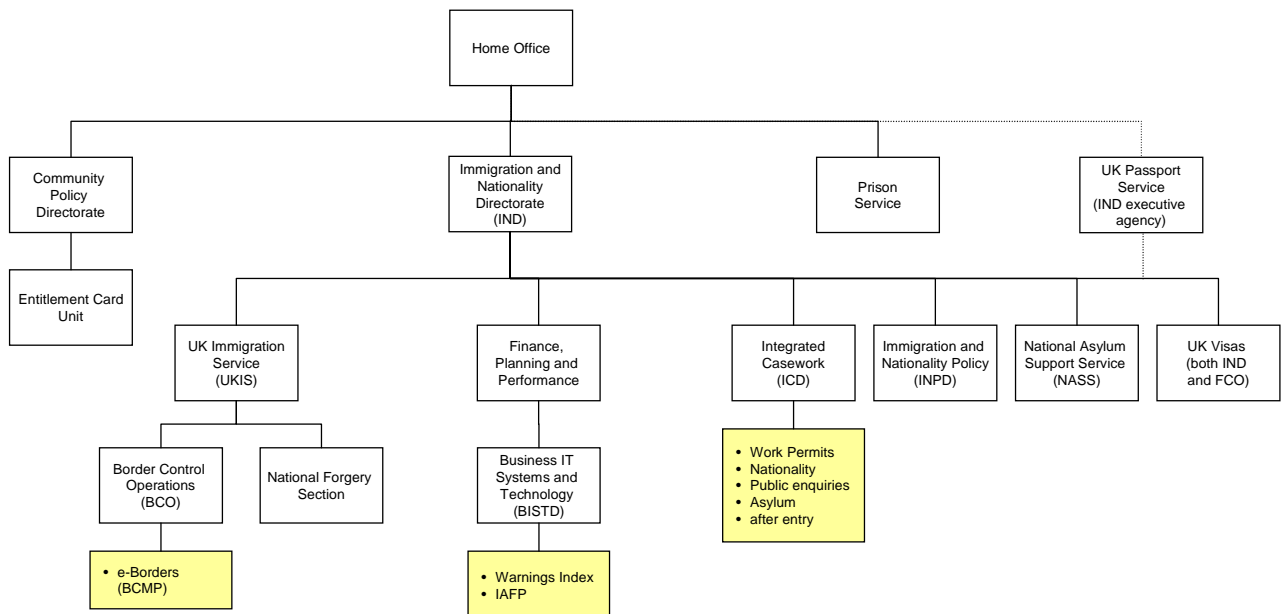 Home Office
Community
Policy
Directorate
Immigration and
Nationality
Directorate
(IND)
Prison
Service
UK Passport
Service
(IND executive
agency)
Entitlement Card
Unit
UK Immigration
Service
(UKIS)
Finance,
Planning and
Performance
Integrated
Casework
(ICD)
Immigration and
Nationality Policy
(INPD)
National Asylum
Support Service
(NASS)
UK Visas
(both IND
and FCO)
Border Control
Operations
(BCO)
National Forgery
Section
Business IT
Systems and
Technology
(BISTD)
• Work Permits
• Nationality
• Public enquiries
• Asylum
• after entry
• e-Borders
(BCMP)
• Warnings Index
• IAFP